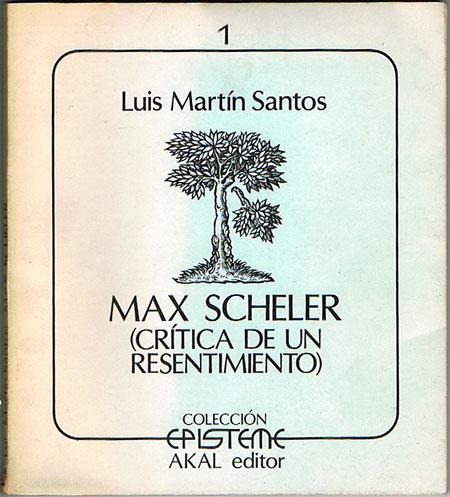 1
Luis Martín Santos
MAX SCHELER
(CRÍTICA DE UN
RESENTIMIENTO)
COLECCIÓN
EPISTEME
AKAL editor